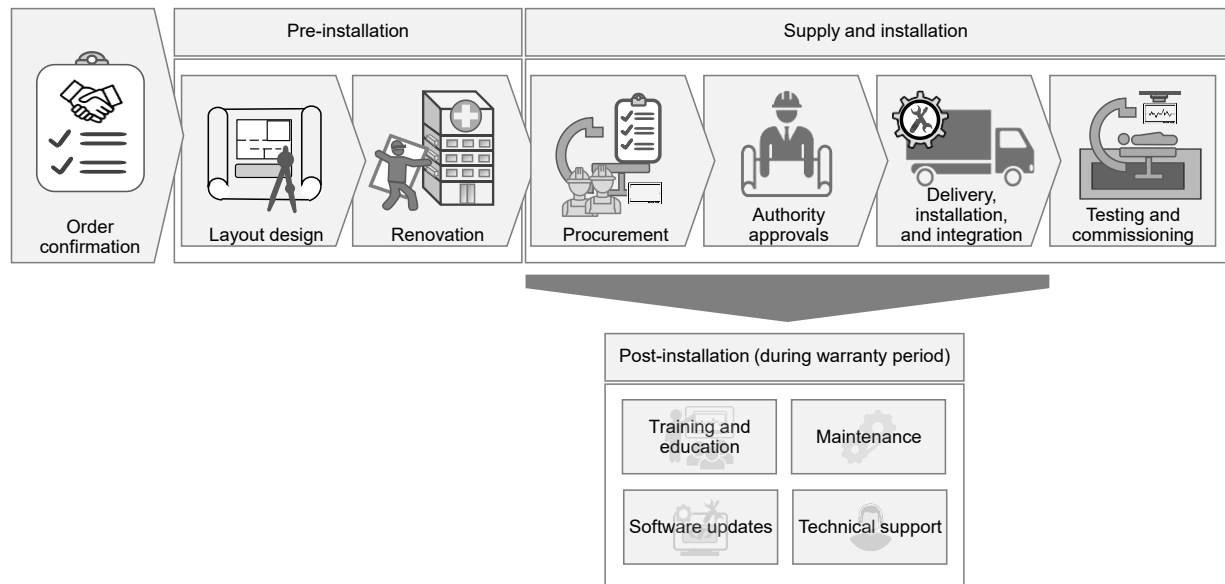 Pre-installation
Supply and installation
Order
confirmation
Layout design
Renovation
Procurement
Authority
approvals
Delivery,
installation,
and integration
Testing and
commissioning
Post-installation (during warranty period)
Training and
education
Maintenance
Software updates
Technical support